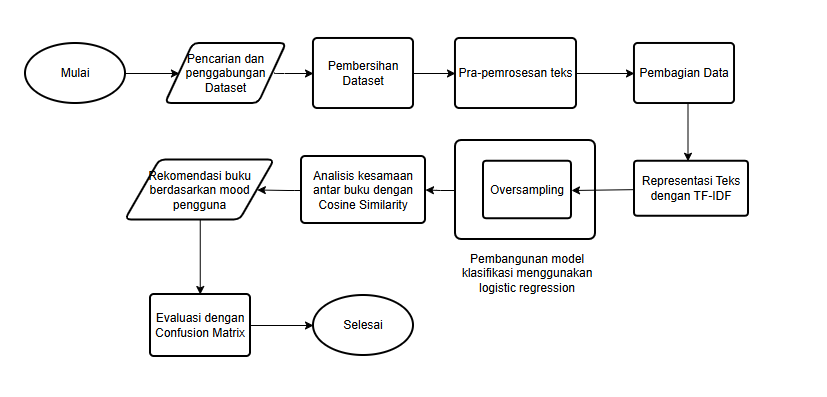 Mulai
Pencarian dan
penggabungan
Dataset
Pembersihan
Dataset
Pra-pemrosesan teks
Pembagian Data
Representasi Teks
dengan TF-IDF
Oversampling
Pembangunan model
klasifikasi menggunakan
logistic regression
Analisis kesamaan
antar buku dengan
Cosine Similarity
Rekomendasi buku
berdasarkan mood
pengguna
Evaluasi dengan
Confusion Matrix
Selesai